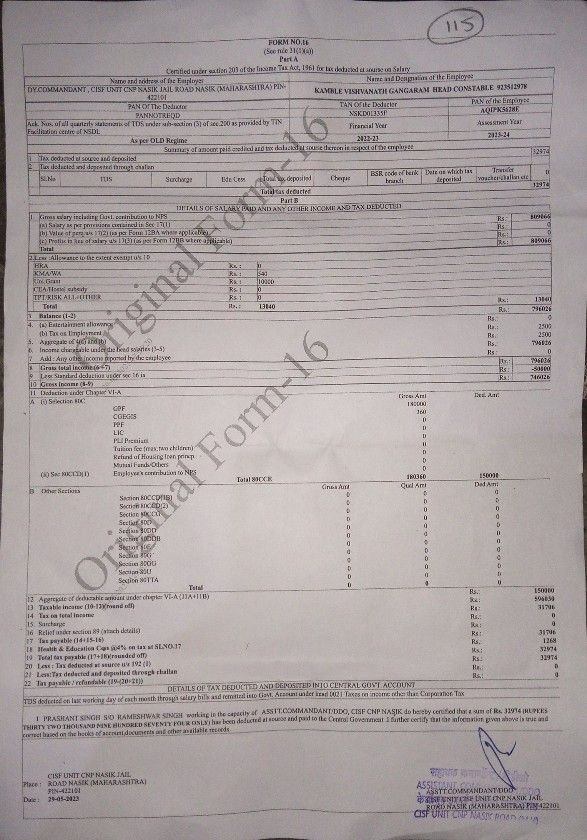 115
FORM NO.16
(See rule 31(1)(a))
Part A
Certified under section 203 of the Income Tax Act, 1961 for tax deducted at source on Salary
Name and address of the Employer Name and Designation of the Employee
DY.COMMANDANT , CISF UNIT CNP NASIK JAIL ROAD NASIK (MAHARASHTRA) PIN-422101 KAMBLE VISHVANATH GANGARAM HEAD CONSTABLE 923512978
PAN Of the Deductor TAN Of the Deductor PAN of the Employee
PANNOTREQD NSKD01335F AQIPK5628E
Ack. Nos. of all quarterly statements of TDS under sub-section (3) of sec.200 as provided by TIN Facilitation centre of NSDL Financial Year Assessment Year
As per OLD Regime 2022-23 2023-24
Summary of amount paid/credited and tax deducted at source thereon in respect of the employee
1 Tax deducted at source and deposited 32974
2 Tax deducted and deposited through challan 0
Sl.No TDS Surcharge Edu Cess Total tax deposited Cheque BSR code of bank branch Date on which tax deposited Transfer voucher/challan etc
Total tax deducted 32974
Part B
DETAILS OF SALARY PAID AND ANY OTHER INCOME AND TAX DEDUCTED
1 Gross salary including Govt. contribution to NPS Rs.: 809066
(a) Salary as per provisions contained in Sec 17(1) Rs.: 0
(b) Value of perq u/s 17(2) (as per Form 12BA where applicable) Rs.: 0
(c) Profits in lieu of salary u/s 17(3) (as per Form 12BB where applicable) Rs.: 0
Total Rs.: 809066
2 Less :Allowance to the extent exempt u/s 10
HRA Rs. : 0
KMA/WA Rs. : 540
Uni.Grant Rs. : 10000
CEA/Hostel subsidy Rs. : 0
TPT/RISK ALL+OTHER Rs. : 0
Total Rs. : 13040 Rs.: 13040
3 Balance (1-2) Rs.: 796026
4. (a) Entertainment allowance Rs.: 0
(b) Tax on Employment Rs.: 2500
5. Aggregate of 4(a) and (b) Rs.: 2500
6. Income chargeable under the head salaries (3-5) Rs.: 796026
7 Add : Any other income reported by the employee Rs.: 0
8 Gross total income (6+7) Rs.: 796026
9 Less Standard deduction under sec 16 ia Rs.: -50000
10 Gross Income (8-9) Rs.: 746026
11 Deduction under Chapter VI-A
A (i) Selection 80C Gross Amt Ded. Amt
GPF 180000
CGEGIS 360
PPF 0
LIC 0
PLI Premium 0
Tuition fee (max. two children) 0
Refund of Housing loan princp. 0
Mutual Funds/Others 0
(ii) Sec 80CCD(1) Employee's contribution to NPS 0
Total 80CCE 180360 150000
B Other Sections Gross Amt Qual Amt Ded Amt
Section 80CCD(1B) 0 0 0
Section 80CCD(2) 0 0 0
Section 80CCG 0 0 0
Section 80D 0 0 0
Section 80DD 0 0 0
Section 80DDB 0 0 0
Section 80E 0 0 0
Section 80G 0 0 0
Section 80GG 0 0 0
Section 80U 0 0 0
Section 80TTA 0 0 0
Total 0 0 0
12 Aggregate of deductable amount under chapter VI-A (11A+11B) Rs.: 150000
13 Taxable income (10-12)(round off) Rs.: 596030
14 Tax on total income Rs.: 31706
15 Surcharge Rs.: 0
16 Relief under section 89 (attach details) Rs.: 0
17 Tax payable (14+15-16) Rs.: 31706
18 Health & Education Cess @4% on tax at SLNO.17 Rs.: 1268
19 Total tax payable (17+18)(rounded off) Rs.: 32974
20 Less : Tax deducted at source u/s 192 (1) Rs.: 32974
21 Less:Tax deducted and deposited through challan Rs.: 0
22 Tax payable / refundable (19-(20+21)) Rs.: 0
DETAILS OF TAX DEDUCTED AND DEPOSITED INTO CENTRAL GOVT ACCOUNT
TDS deducted on last working day of each month through salary bills and remitted into Govt. Account under head 0021 Taxes on income other than Corporation Tax
I PRASHANT SINGH S/O RAMESHWAR SINGH working in the capacity of ASSTT.COMMANDANT/DDO, CISF CNP NASIK do hereby certified that a sum of Rs. 32974 (RUPEES
THIRTY TWO THOUSAND NINE HUNDRED SEVENTY FOUR ONLY) has been deducted at source and paid to the Central Government .I further certify that the information given above is true and
correct based on the books of account,documents and other available records.
CISF UNIT CNP NASIK JAIL
Place : ROAD NASIK (MAHARASHTRA)
PIN-422101
Date : 29-05-2023
ASSTT.COMMANDANT/DDO
CISF UNIT CNP NASIK JAIL
ROAD NASIK (MAHARASHTRA) PIN-422101
CISF UNIT CNP NASIK ROAD
Original Form-16
Original Form-16